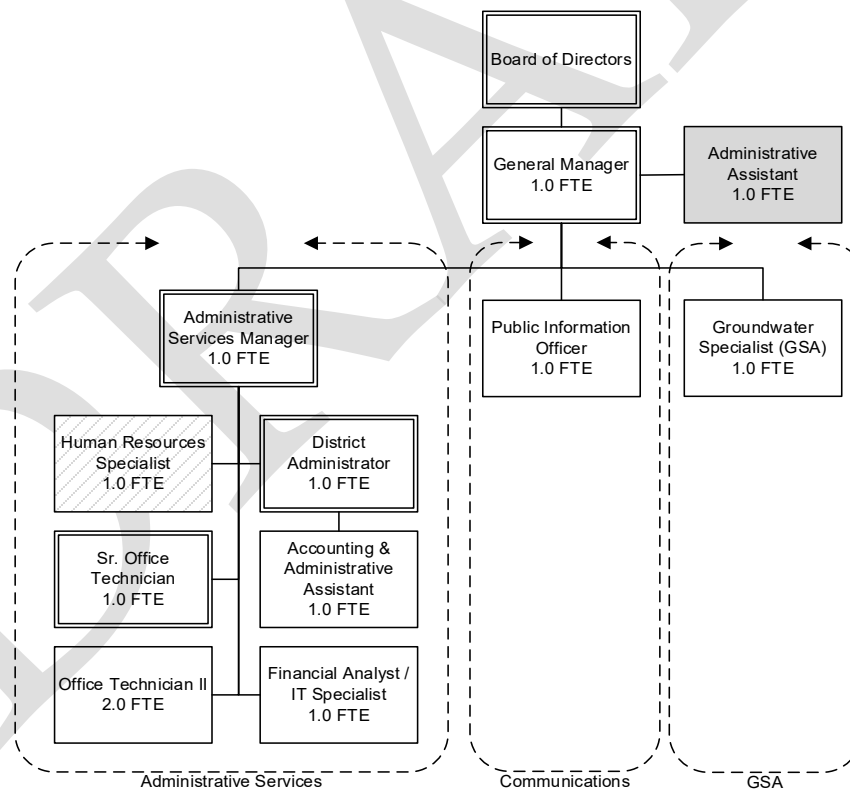 Board of Directors
General Manager
1.0 FTE
Administrative
Assistant
1.0 FTE
Administrative
Services Manager
1.0 FTE
Public Information
Officer
1.0 FTE
Groundwater
Specialist (GSA)
1.0 FTE
Human Resources
Specialist
1.0 FTE
District
Administrator
1.0 FTE
Sr. Office
Technician
1.0 FTE
Accounting &
Administrative
Assistant
1.0 FTE
Office Technician II
2.0 FTE
Financial Analyst /
IT Specialist
1.0 FTE
Administrative Services
Communications
GSA
DRA